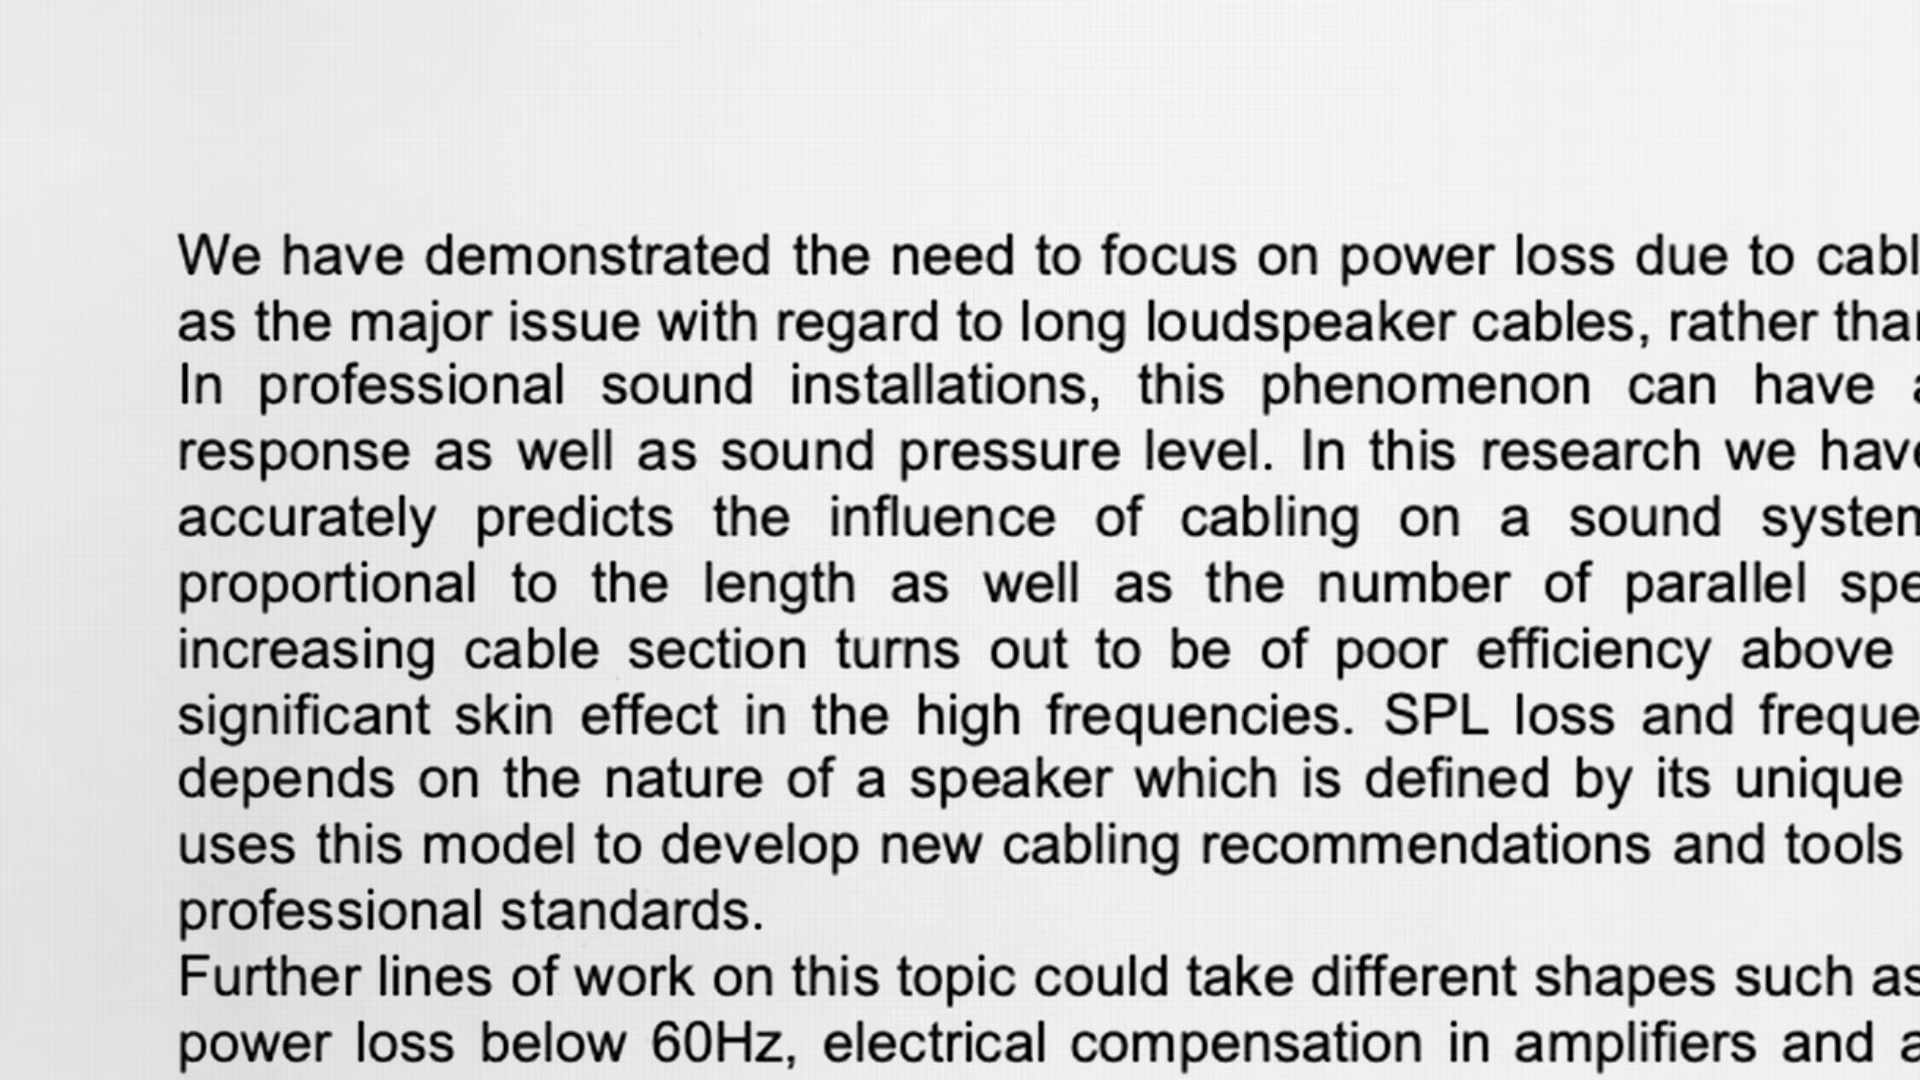 We have demonstrated the need to focus on power loss due to
as the major issue with regard to long loudspeaker cables, rather
In professional sound installations, this phenomenon can have
response as well as sound pressure level. In this research we
accurately predicts the influence of cabling on a sound
proportional to the length as well as the number of parallel
increasing cable section turns out to be of poor efficiency above
significant skin effect in the high frequencies. SPL loss and
depends on the nature of a speaker which is defined by its unique
uses this model to develop new cabling recommendations and tools
professional standards.
Further lines of work on this topic could take different shapes such as
power loss below 60Hz, electrical compensation in amplifiers and